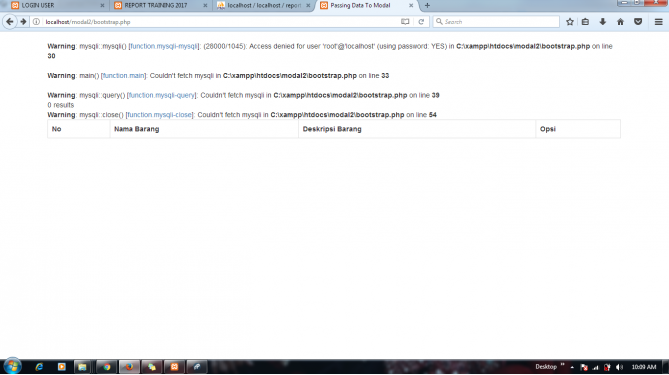 LOGIN USER
REPORT TRAINING 2017
localhost / localhost / report
Passing Data To Modal
localhost/modal2/bootstrap.php
Search
Warning: mysqli::mysqli() [function.mysqli-mysqli]: (28000/1045): Access denied for user 'root'@'localhost' (using password: YES) in C:\xampp\htdocs\modal2\bootstrap.php on line
30
Warning: main() [function.main]: Couldn't fetch mysqli in C:\xampp\htdocs\modal2\bootstrap.php on line 33
Warning: mysqli::query() [function.mysqli-query]: Couldn't fetch mysqli in C:\xampp\htdocs\modal2\bootstrap.php on line 39
0 results
Warning: mysqli::close() [function.mysqli-close]: Couldn't fetch mysqli in C:\xampp\htdocs\modal2\bootstrap.php on line 54
No Nama Barang Deskripsi Barang Opsi
Desktop
10:09 AM